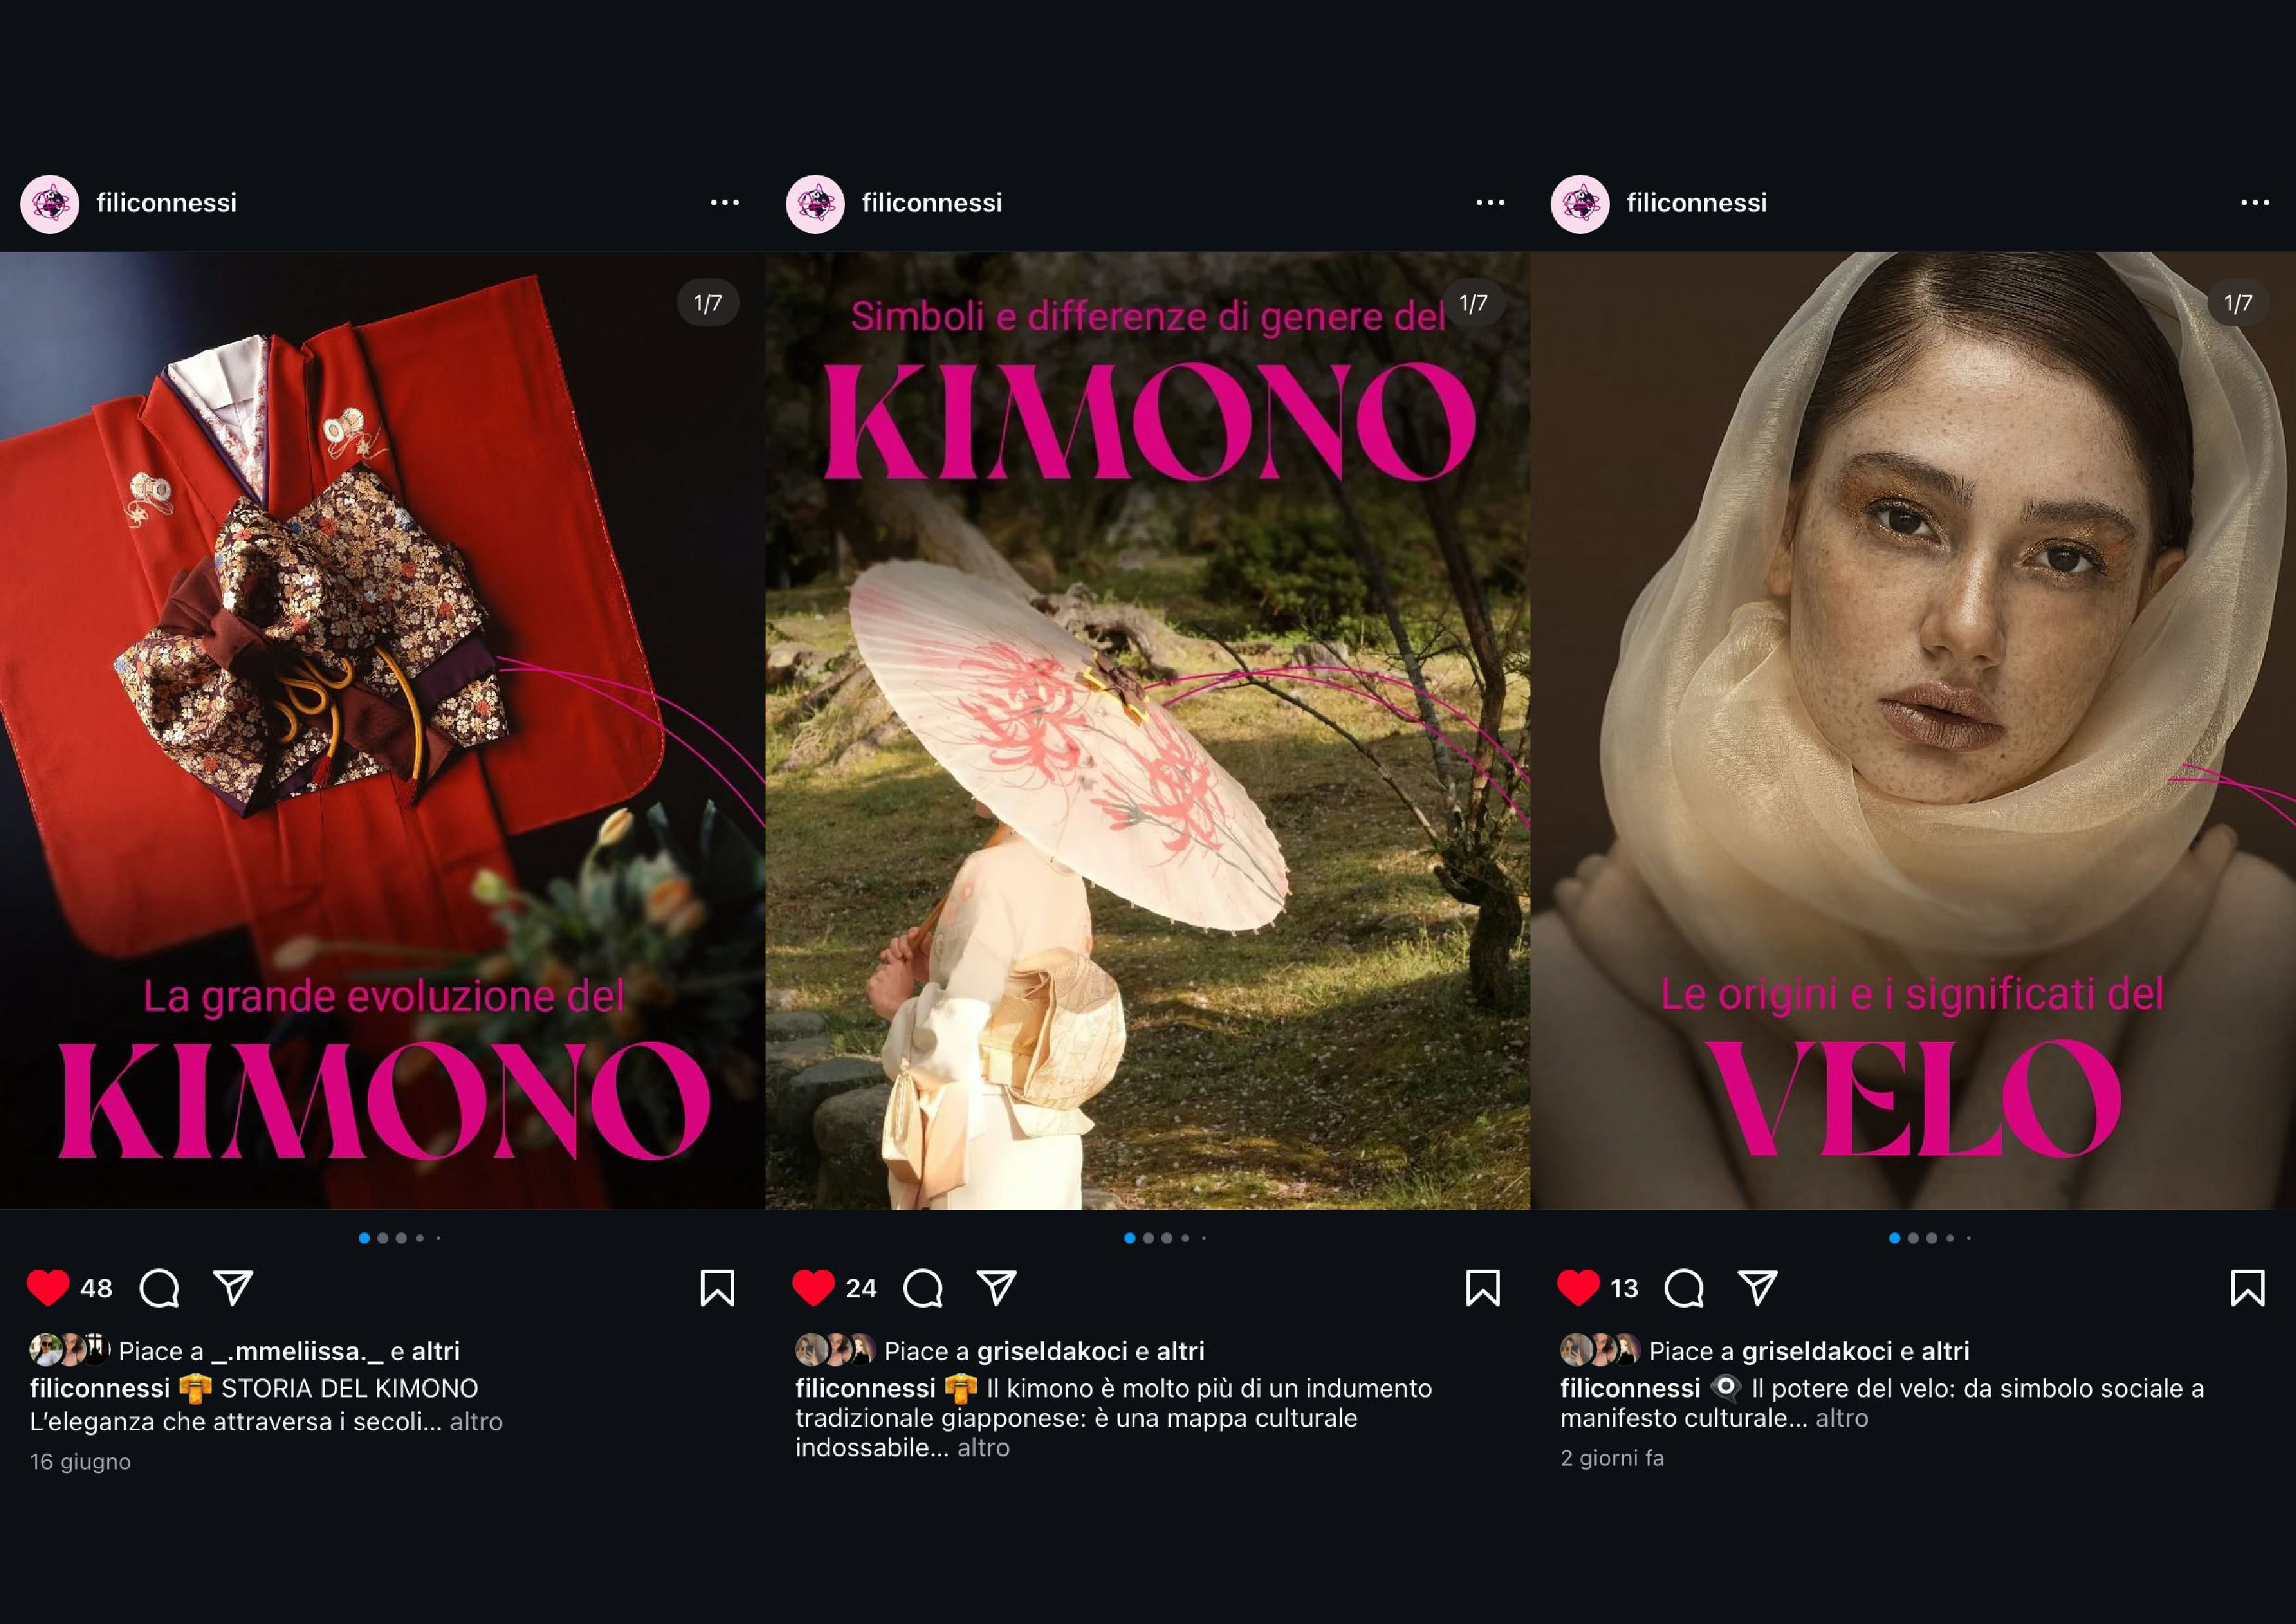 filiconnessi
1/7
La grande evoluzione del
KIMONO
48
Piace a _.mmeliissa._ e altri
filiconnessi 👘 STORIA DEL KIMONO
L'eleganza che attraversa i secoli... altro
16 giugno
filiconnessi
1/7
Simboli e differenze di genere del
KIMONO
24
Piace a griseldakoci e altri
filiconnessi 👘 Il kimono è molto più di un indumento
tradizionale giapponese: è una mappa culturale
indossabile... altro
filiconnessi
1/7
Le origini e i significati del
VELO
13
Piace a griseldakoci e altri
filiconnessi 👁️‍🗨️ Il potere del velo: da simbolo sociale a
manifesto culturale... altro
2 giorni fa